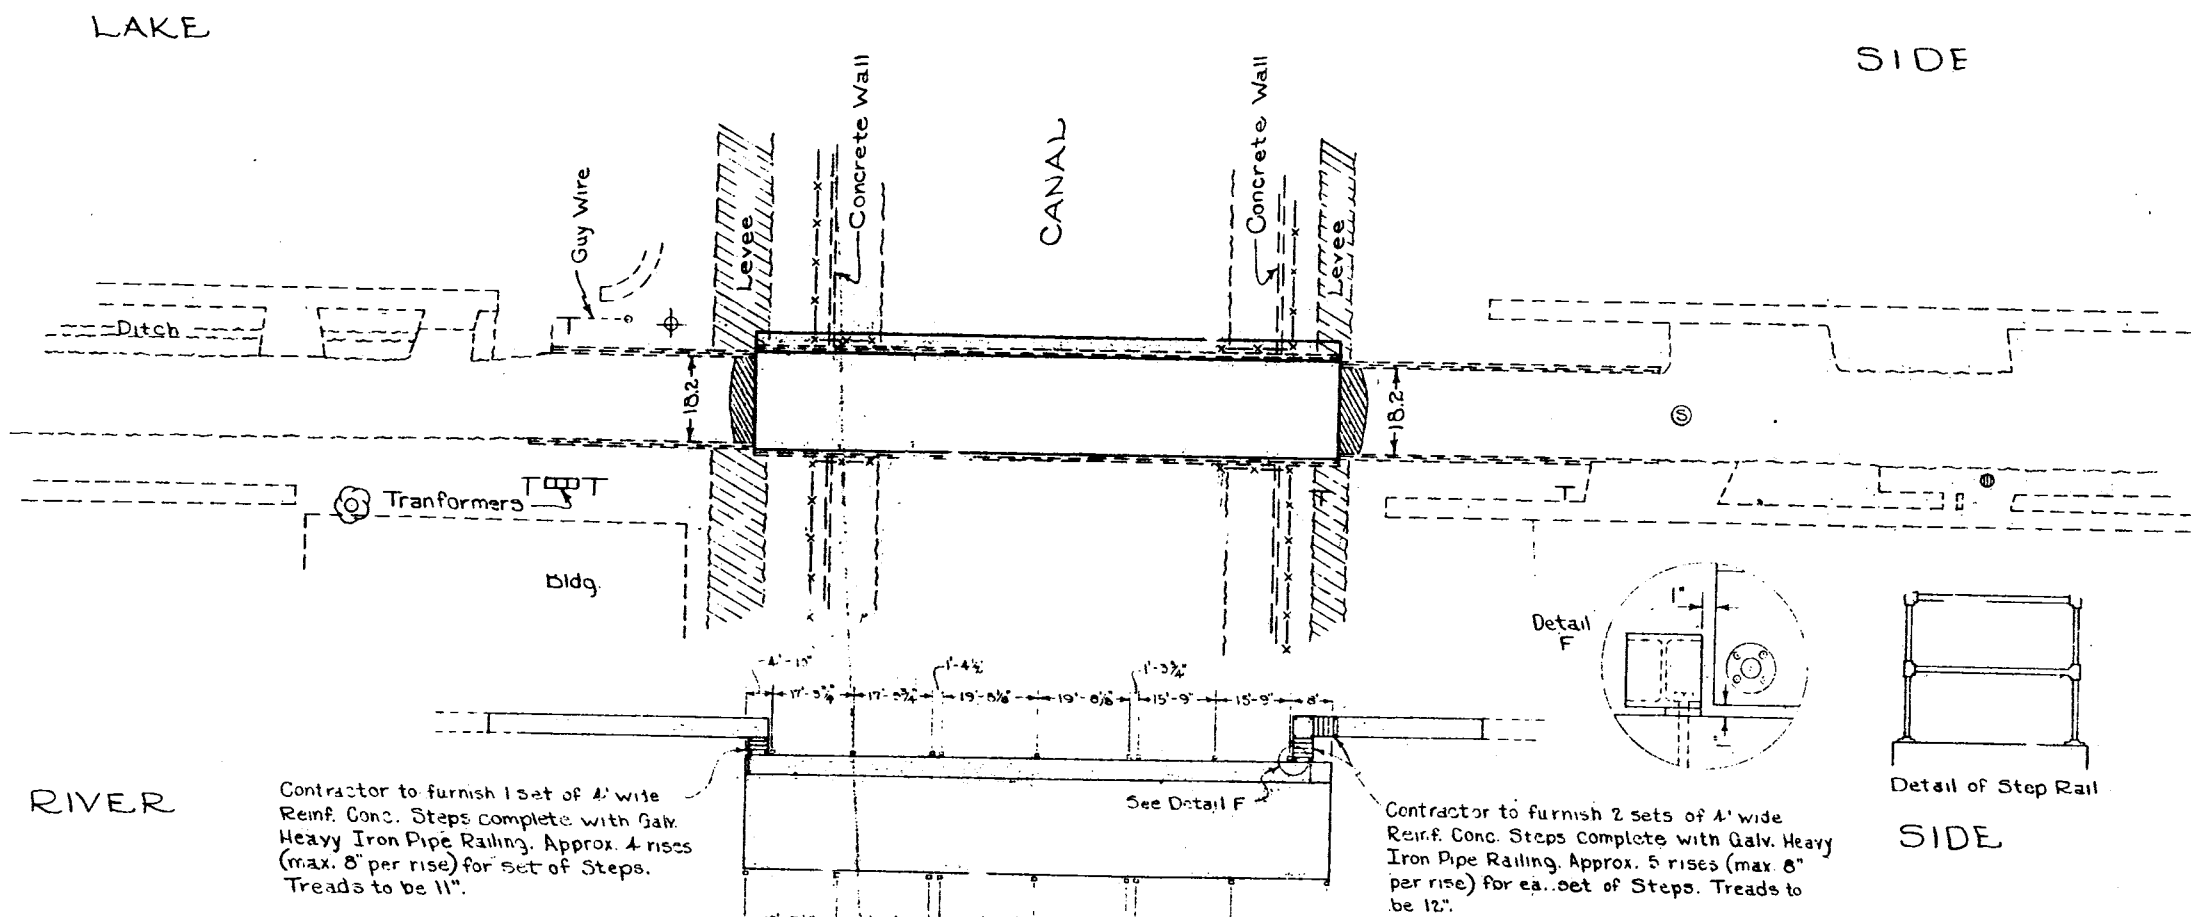 LAKE
SIDE
Concrete Wall
Concrete Wall
CANAL
Guy Wire
Levee
Levee
Ditch
18.2
18.2
S
T
Tranformers
T T
T
Bldg.
Detail
F
1"
1'-4½"
1'-3¾"
17'-5¾"
17'-5¾"
19'-8⅛"
19'-8⅛"
15'-9"
15'-9"
8'
See Detail F
Detail of Step Rail
RIVER
SIDE
Contractor to furnish 1 set of 4' wide
Reinf. Conc. Steps complete with Galv.
Heavy Iron Pipe Railing. Approx. 4 rises
(max. 8" per rise) for set of Steps.
Treads to be 11".
Contractor to furnish 2 sets of 4' wide
Reinf. Conc. Steps Complete with Galv. Heavy
Iron Pipe Railing. Approx. 5 rises (max. 8"
per rise) for ea. set of Steps. Treads to
be 12".